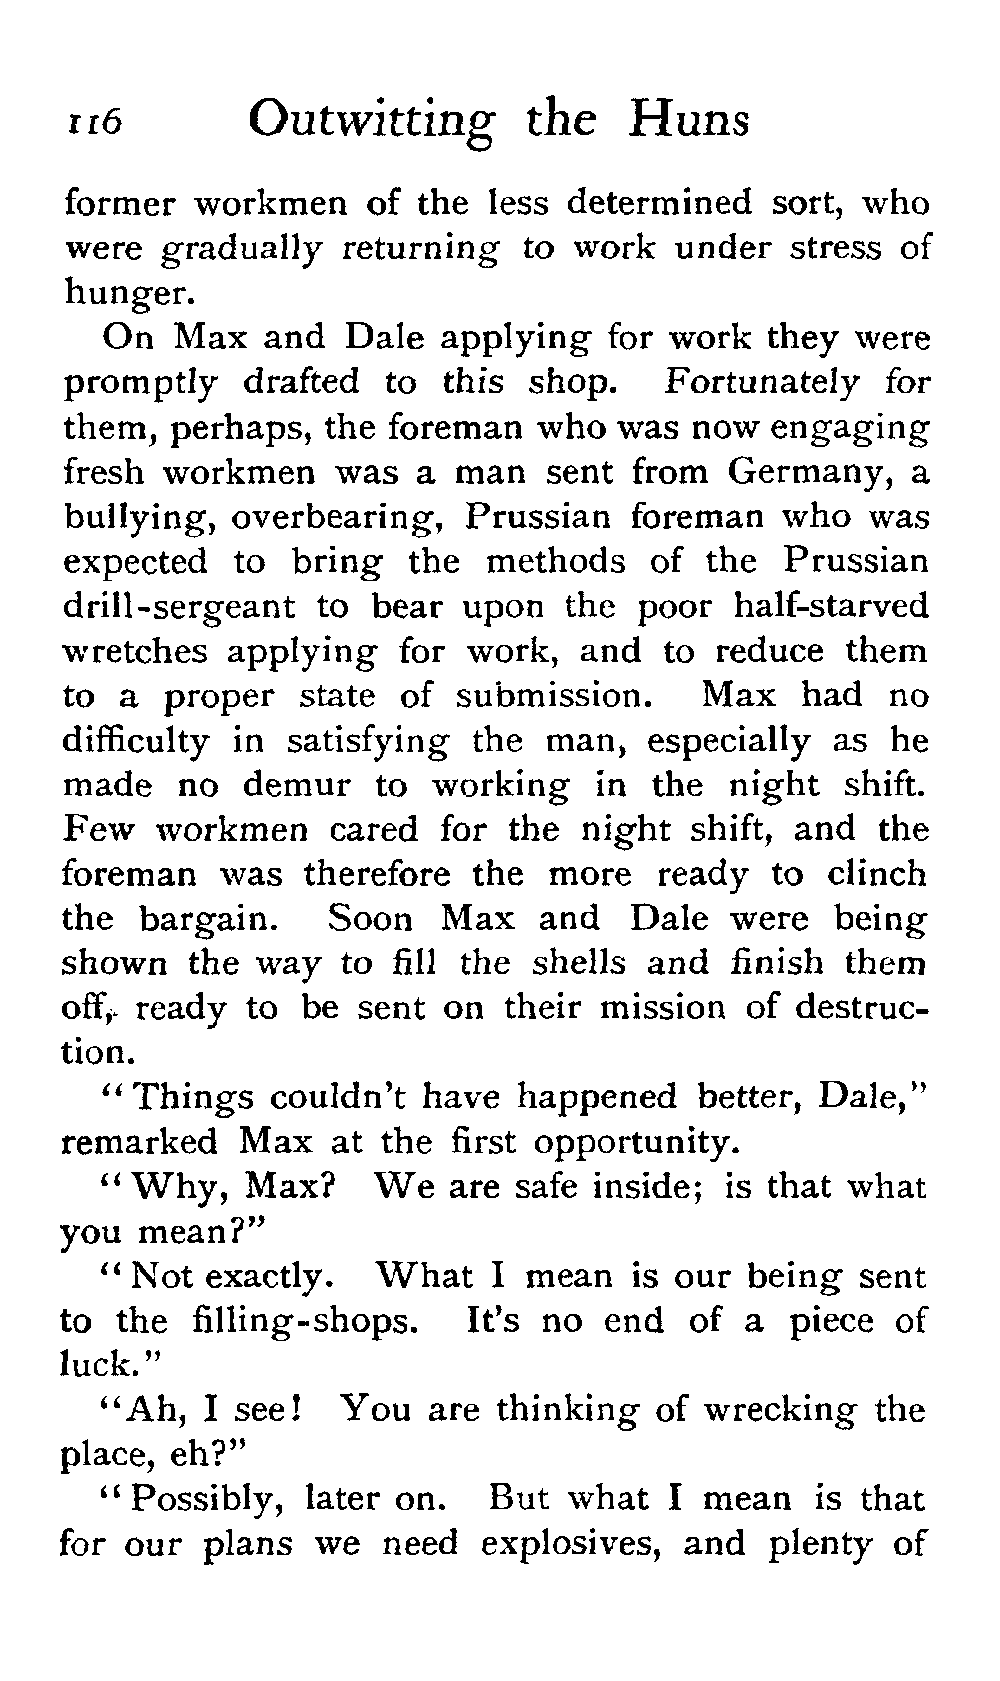 116 Outwitting the Huns
former workmen of the less determined sort, who
were gradually returning to work under stress of
hunger.
On Max and Dale applying for work they were
promptly drafted to this shop. Fortunately for
them, perhaps, the foreman who was now engaging
fresh workmen was a man sent from Germany, a
bullying, overbearing, Prussian foreman who was
expected to bring the methods of the Prussian
drill-sergeant to bear upon the poor half-starved
wretches applying for work, and to reduce them
to a proper state of submission. Max had no
difficulty in satisfying the man, especially as he
made no demur to working in the night shift.
Few workmen cared for the night shift, and the
foreman was therefore the more ready to clinch
the bargain. Soon Max and Dale were being
shown the way to fill the shells and finish them
off, ready to be sent on their mission of destruc-
tion.
"Things couldn't have happened better, Dale,"
remarked Max at the first opportunity.
"Why, Max? We are safe inside; is that what
you mean?"
"Not exactly. What I mean is our being sent
to the filling-shops. It's no end of a piece of
luck."
"Ah, I see! You are thinking of wrecking the
place, eh?"
"Possibly, later on. But what I mean is that
for our plans we need explosives, and plenty of